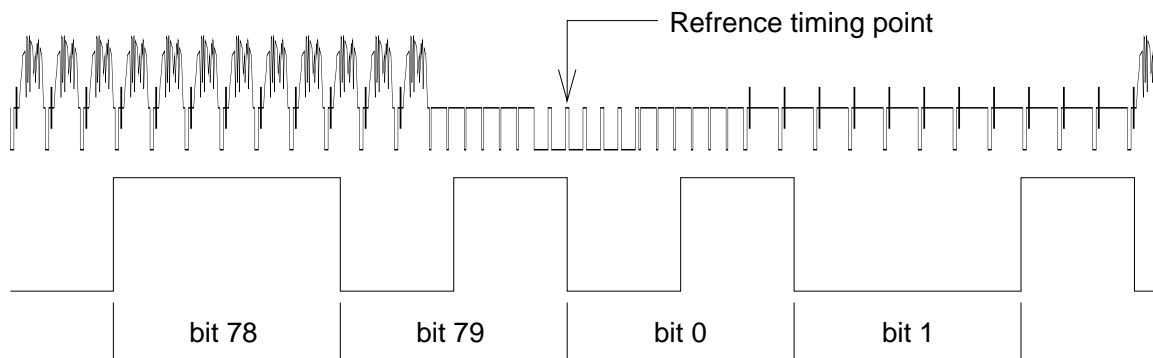 Refrence timing point
bit 78 bit 79 bit 0 bit 1